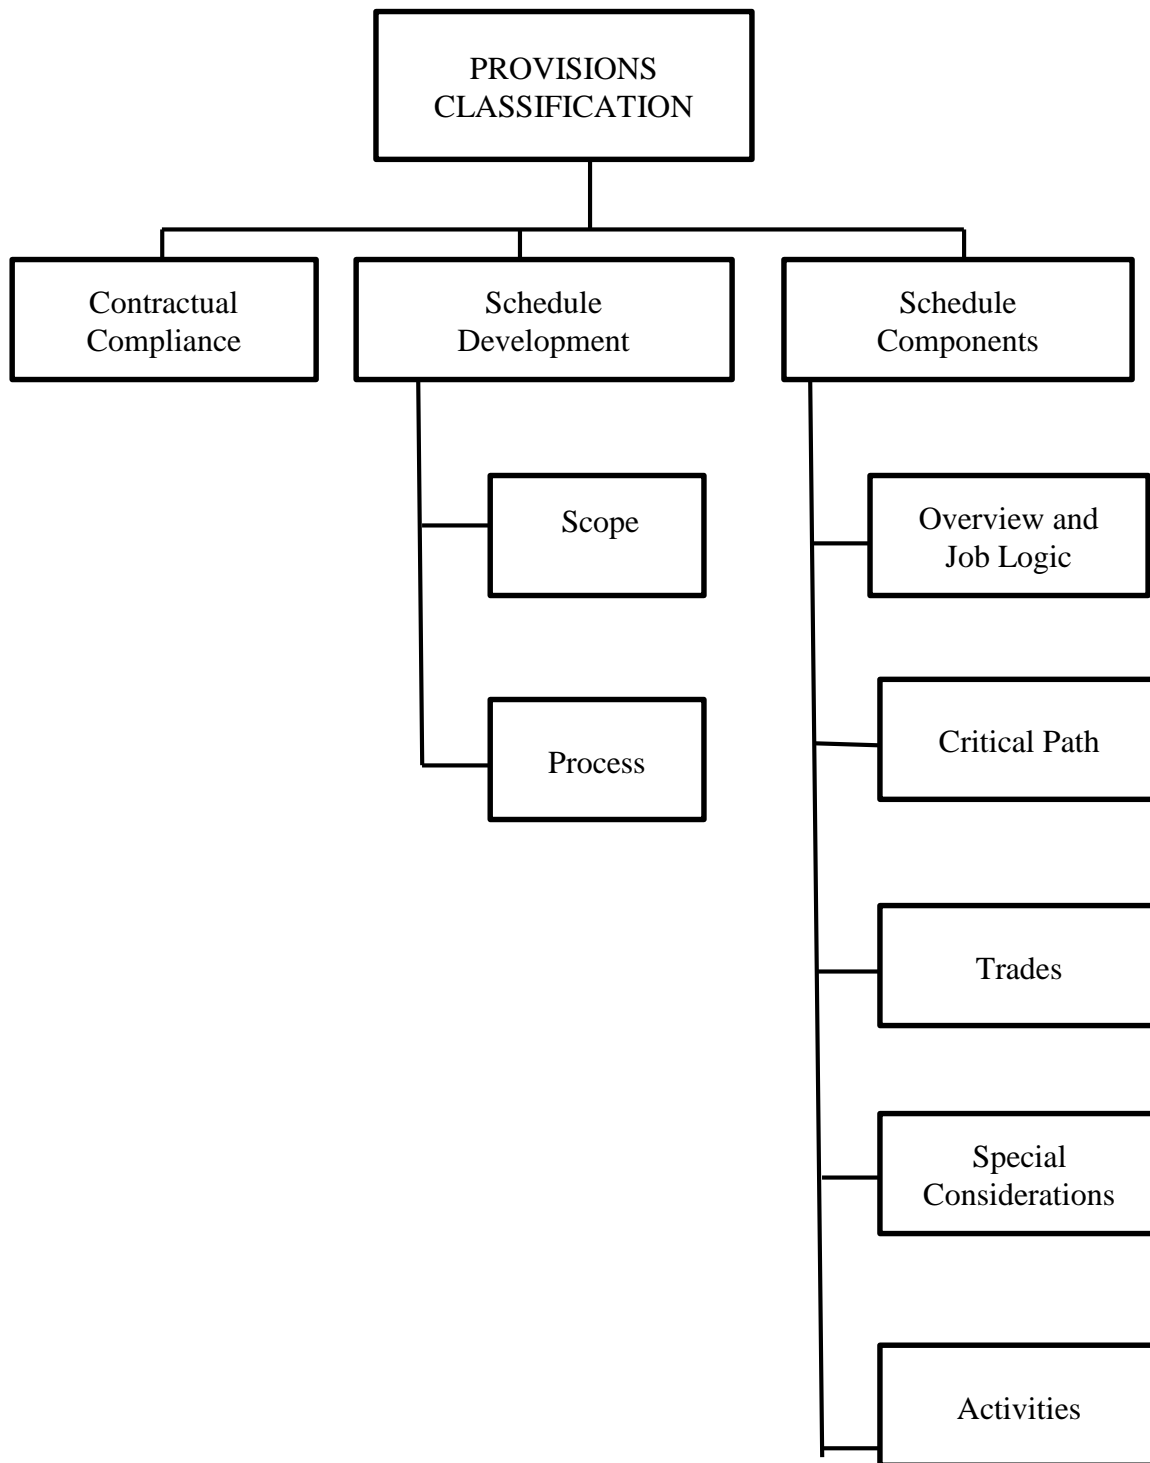 PROVISIONS
CLASSIFICATION
Contractual
Compliance
Schedule
Development
Schedule
Components
Scope
Process
Overview and
Job Logic
Critical Path
Trades
Special
Considerations
Activities